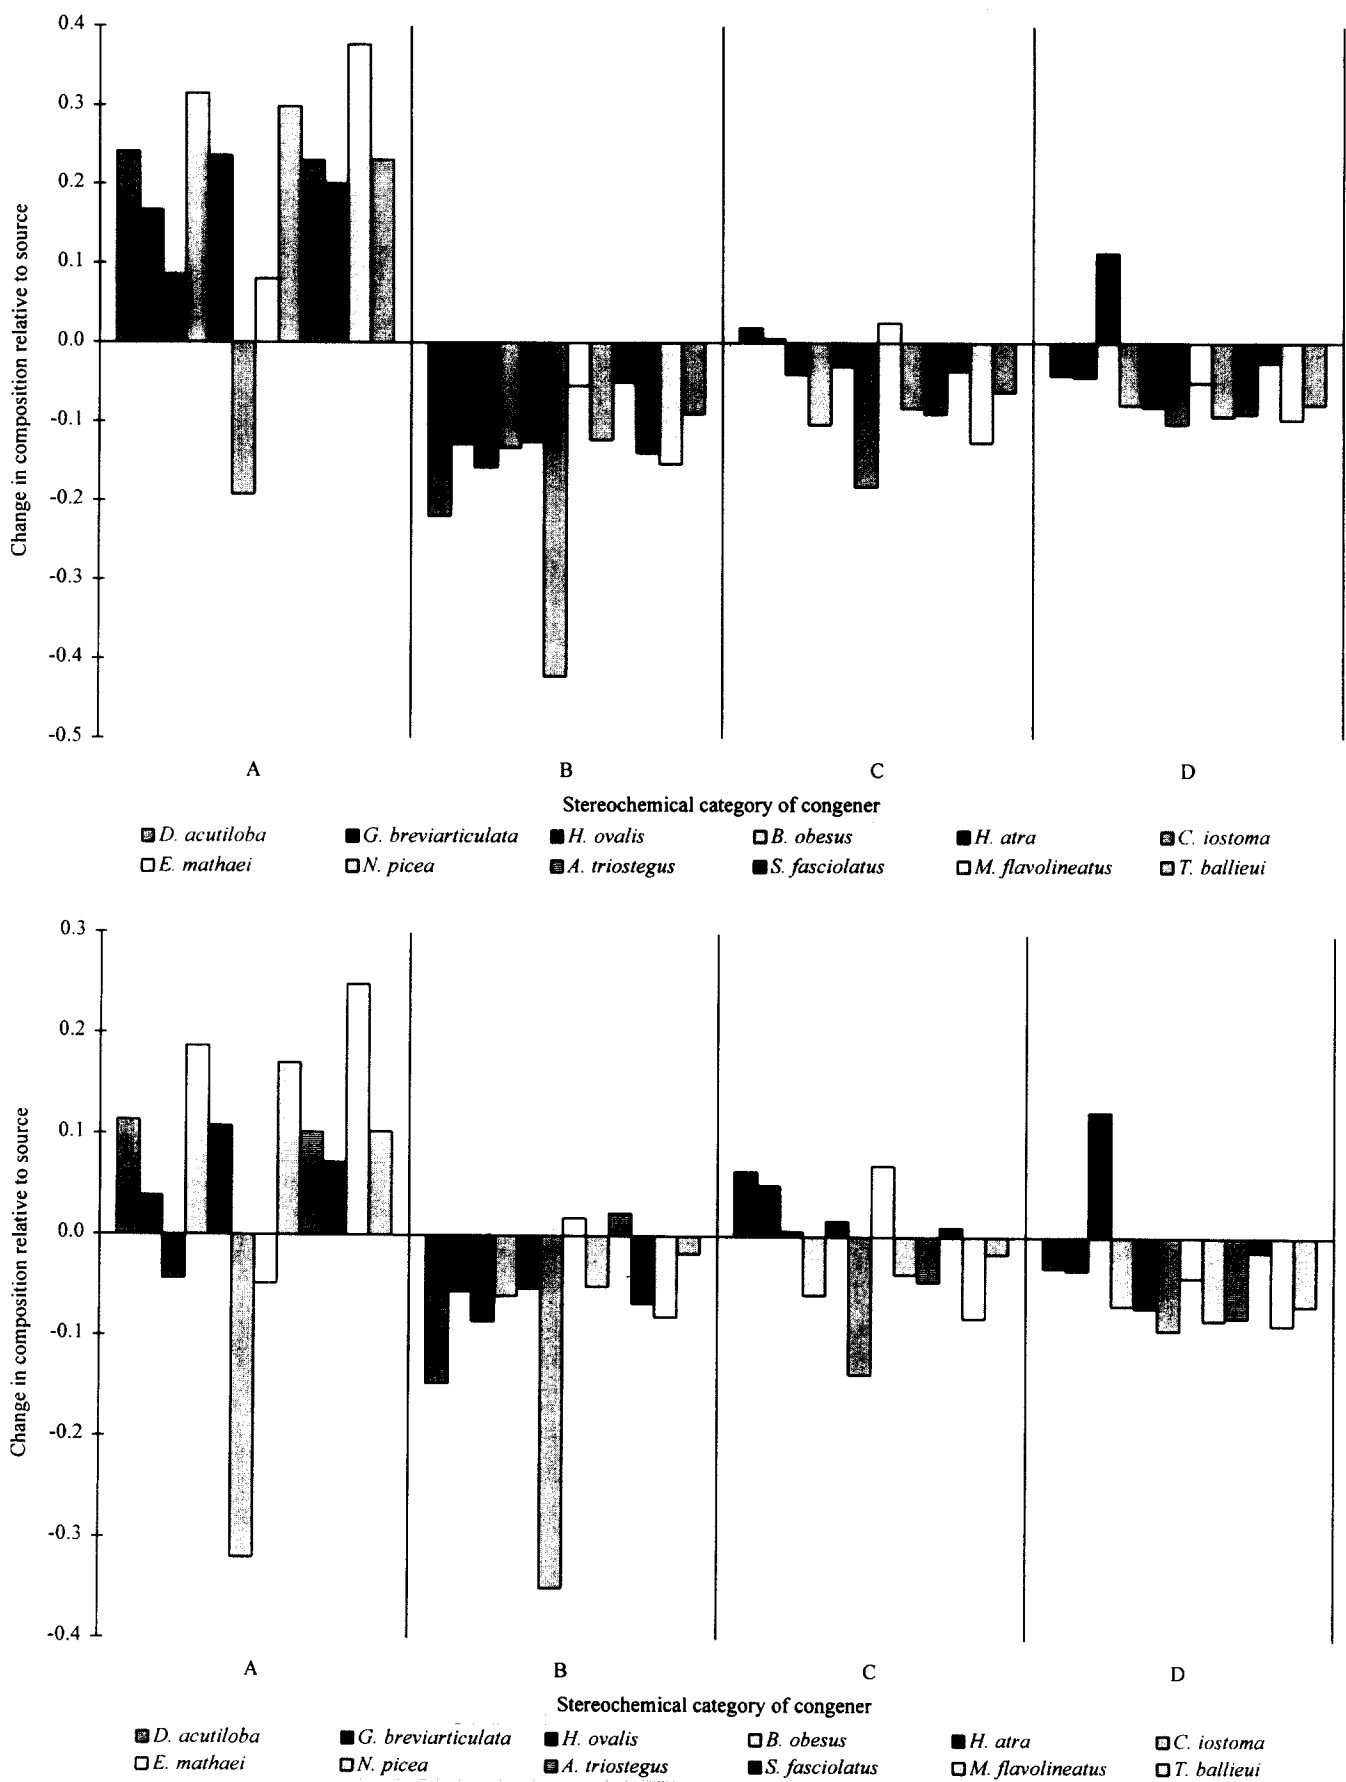 0.4
0.3
0.2
0.1
0.0
-0.1
-0.2
-0.3
-0.4
-0.5
Change in composition relative to source
A B C D
Stereochemical category of congener
D. acutiloba G. breviarticulata H. ovalis B. obesus H. atra C. iostoma
E. mathaei N. picea A. triostegus S. fasciolatus M. flavolineatus T. ballieui
0.3
0.2
0.1
0.0
-0.1
-0.2
-0.3
-0.4
Change in composition relative to source
A B C D
Stereochemical category of congener
D. acutiloba G. breviarticulata H. ovalis B. obesus H. atra C. iostoma
E. mathaei N. picea A. triostegus S. fasciolatus M. flavolineatus T. ballieui